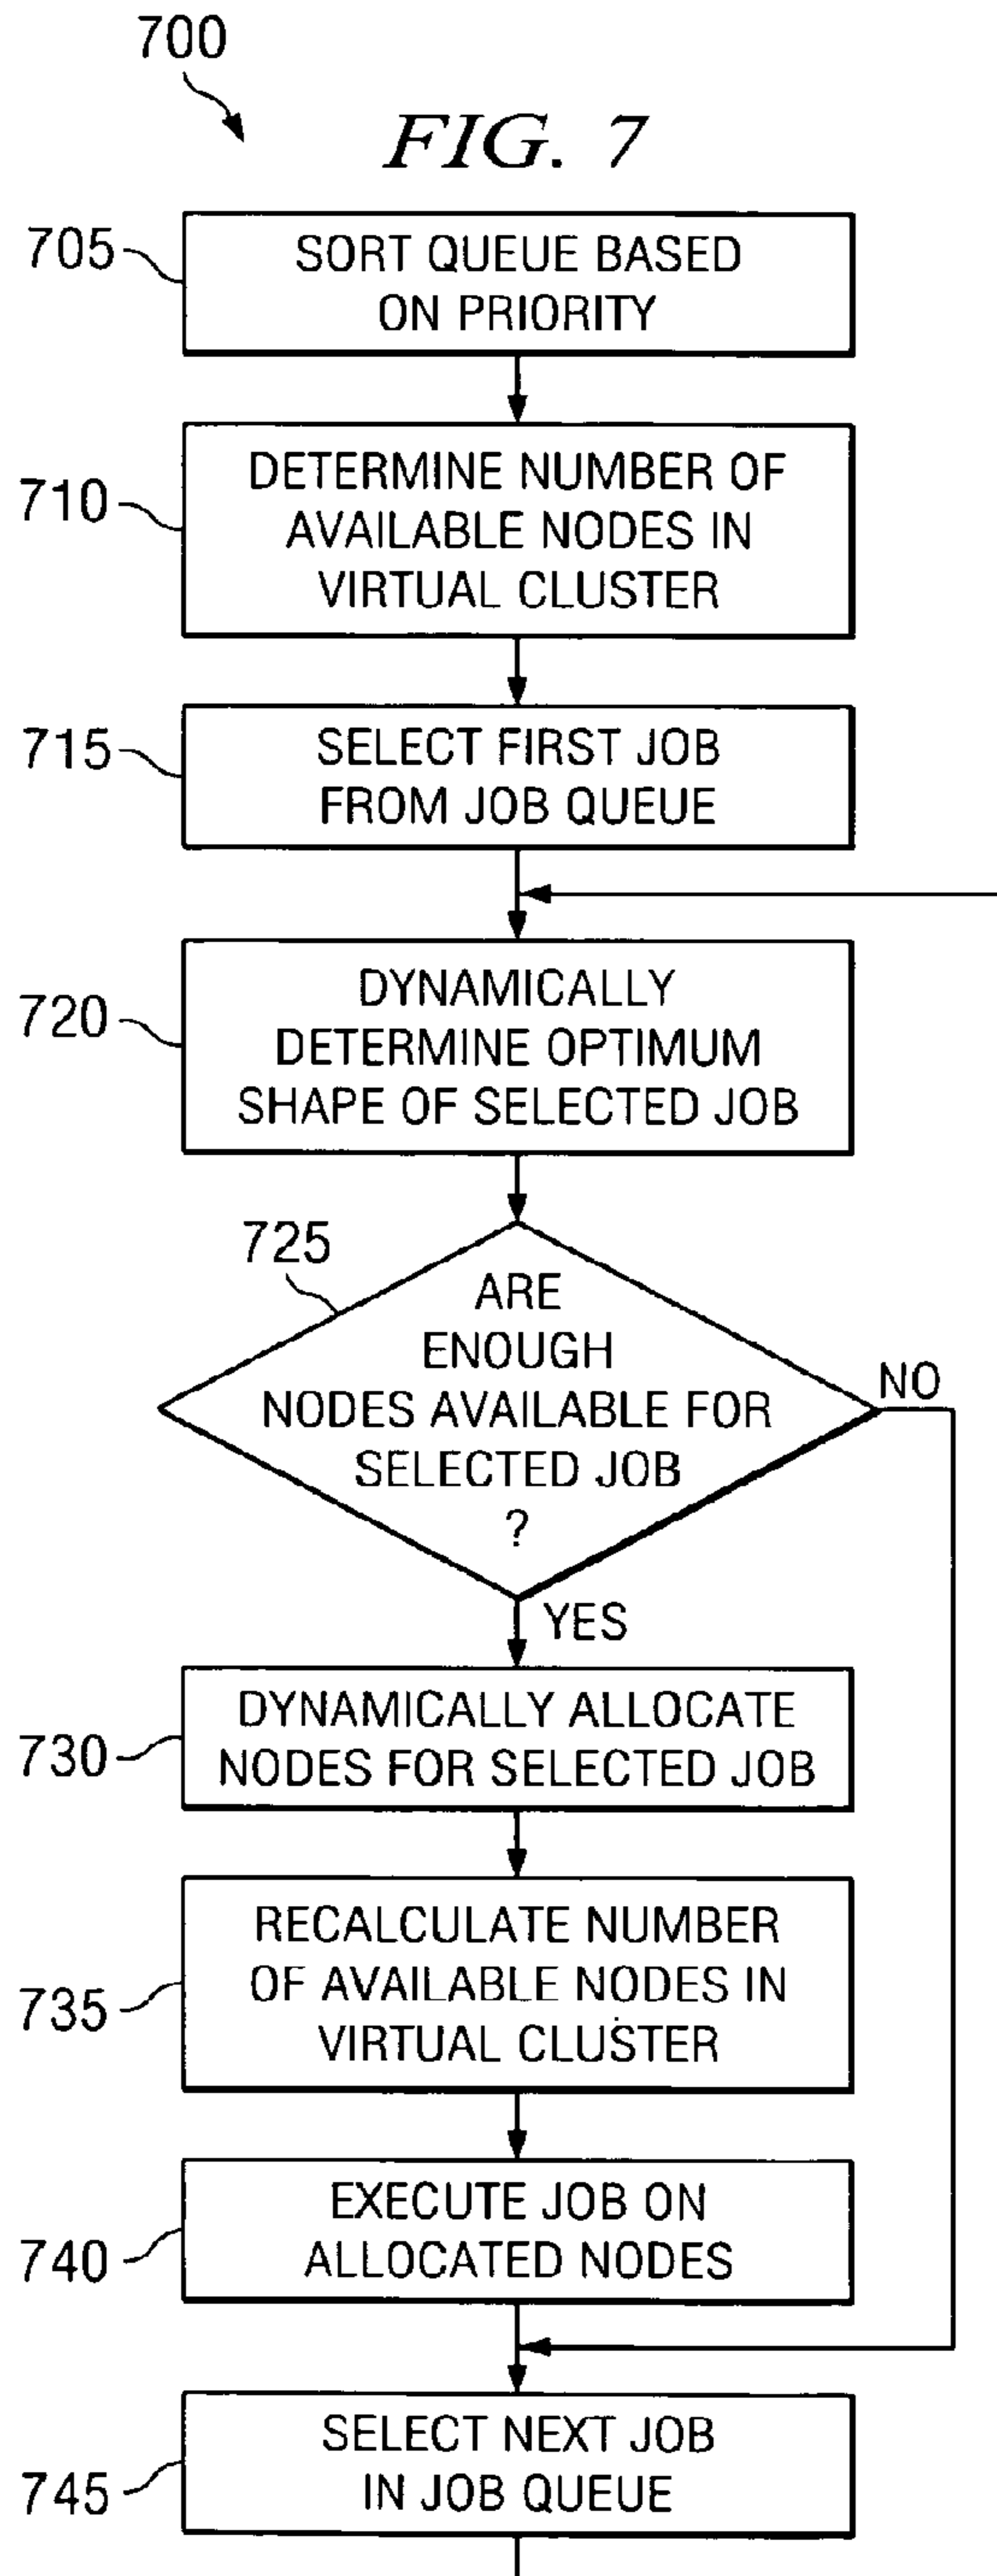 700
FIG. 7
705
SORT QUEUE BASED
ON PRIORITY
710
DETERMINE NUMBER OF
AVAILABLE NODES IN
VIRTUAL CLUSTER
715
SELECT FIRST JOB
FROM JOB QUEUE
720
DYNAMICALLY
DETERMINE OPTIMUM
SHAPE OF SELECTED JOB
725
ARE
ENOUGH
NODES AVAILABLE FOR
SELECTED JOB
?
NO
YES
730
DYNAMICALLY ALLOCATE
NODES FOR SELECTED JOB
735
RECALCULATE NUMBER
OF AVAILABLE NODES IN
VIRTUAL CLUSTER
740
EXECUTE JOB ON
ALLOCATED NODES
745
SELECT NEXT JOB
IN JOB QUEUE